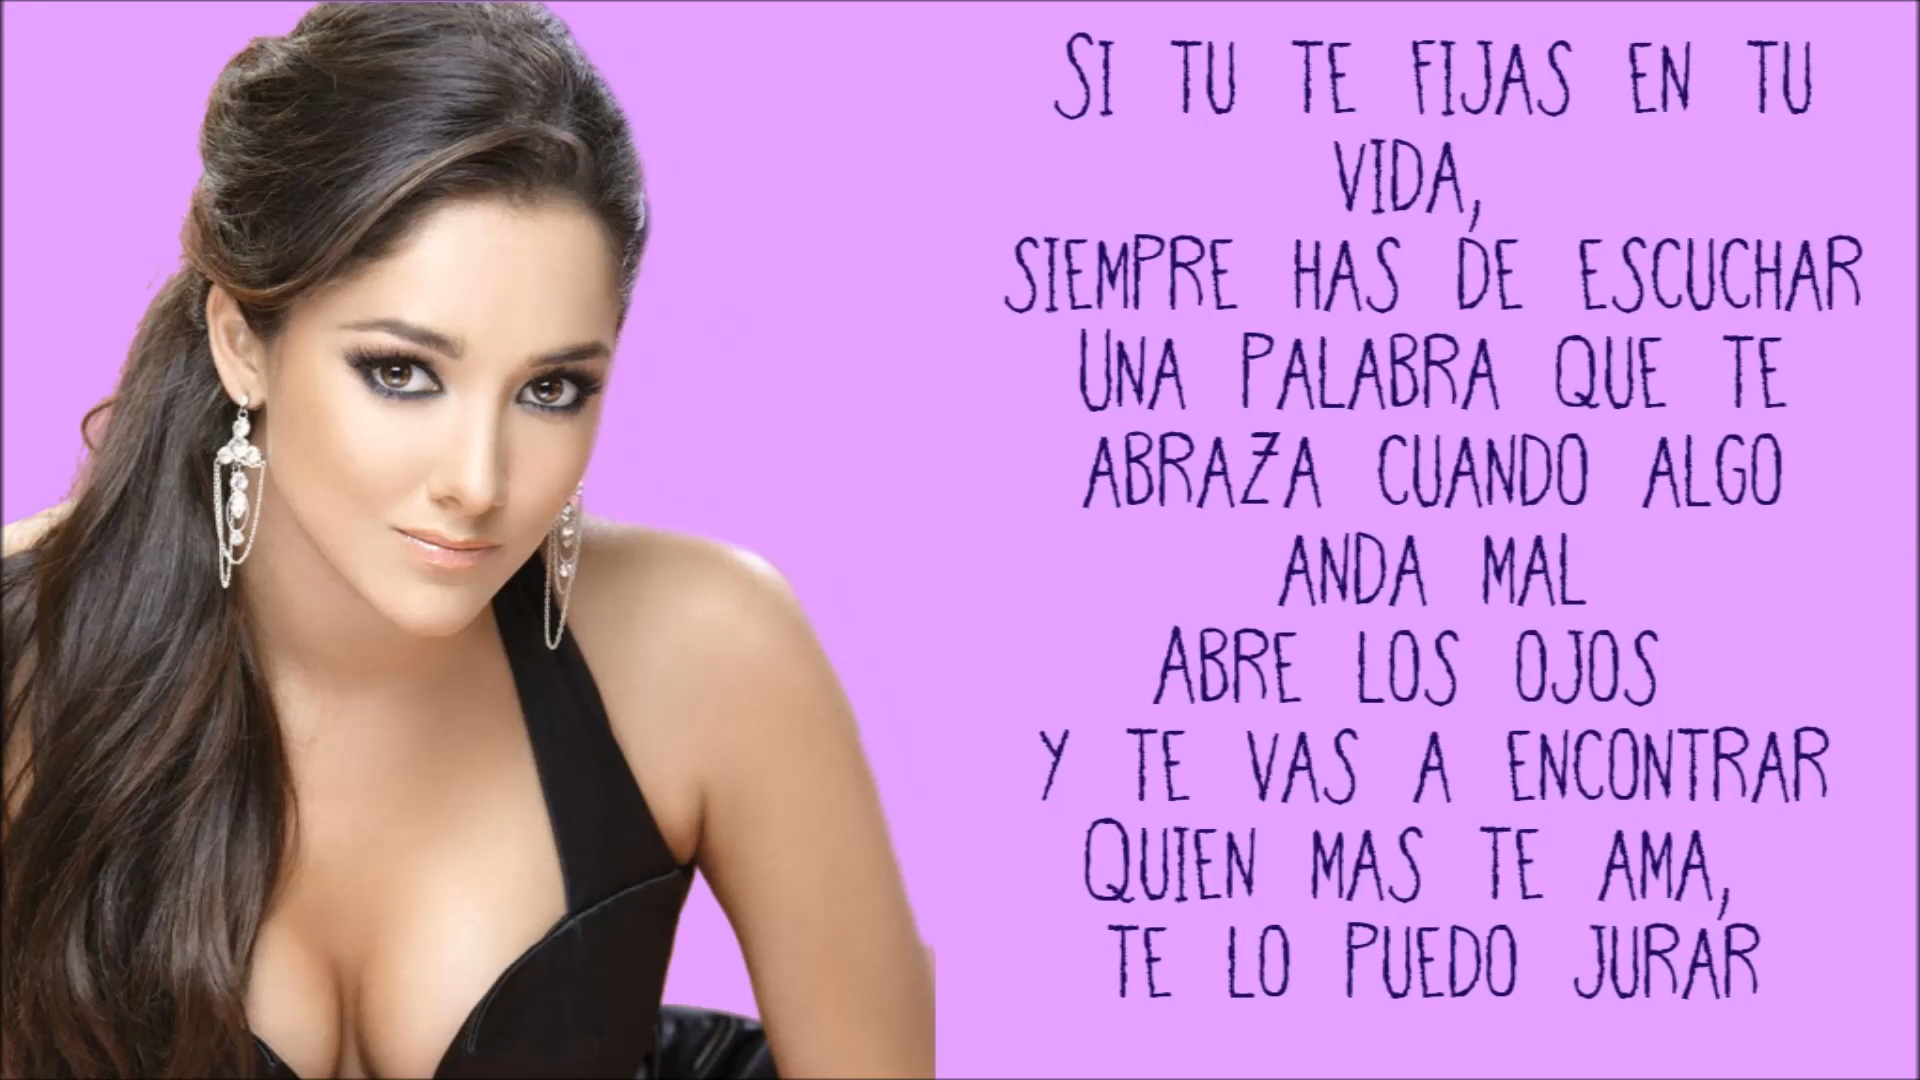 SI TU TE FIJAS EN TU
VIDA,
SIEMPRE HAS DE ESCUCHAR
UNA PALABRA QUE TE
ABRAZA CUANDO ALGO
ANDA MAL
ABRE LOS OJOS
Y TE VAS A ENCONTRAR
QUIEN MAS TE AMA,
TE LO PUEDO JURAR